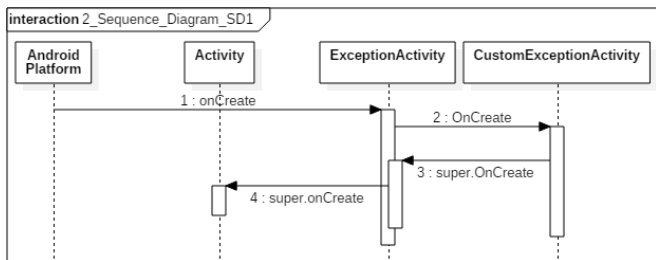 interaction 2_Sequence_Diagram_SD1
Android
Platform
Activity
ExceptionActivity
CustomExceptionActivity
1 : onCreate
2 : OnCreate
3 : super.OnCreate
4 : super.onCreate